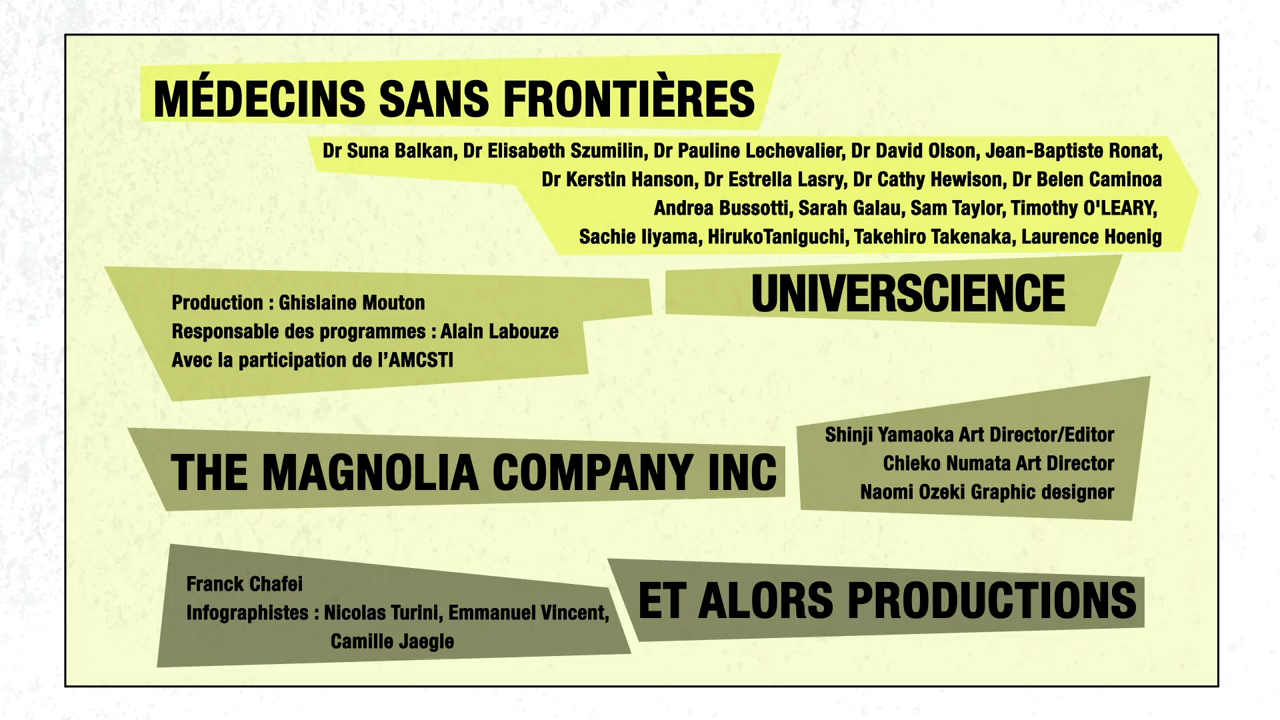 MÉDECINS SANS FRONTIÈRES
Dr Suna Balkan, Dr Elisabeth Szumilin, Dr Pauline Lechevalier, Dr David Olson, Jean-Baptiste Ronat,
Dr Kerstin Hanson, Dr Estrella Lasry, Dr Cathy Hewison, Dr Belen Caminoa
Andrea Bussotti, Sarah Galau, Sam Taylor, Timothy O'LEARY,
Sachie Iiyama, HirukoTaniguchi, Takehiro Takenaka, Laurence Hoenig
UNIVERSCIENCE
Production : Ghislaine Mouton
Responsable des programmes : Alain Labouze
Avec la participation de l'AMCSTI
THE MAGNOLIA COMPANY INC
Shinji Yamaoka Art Director/Editor
Chieko Numata Art Director
Naomi Ozeki Graphic designer
ET ALORS PRODUCTIONS
Franck Chafei
Infographistes : Nicolas Turini, Emmanuel Vincent,
Camille Jaegle